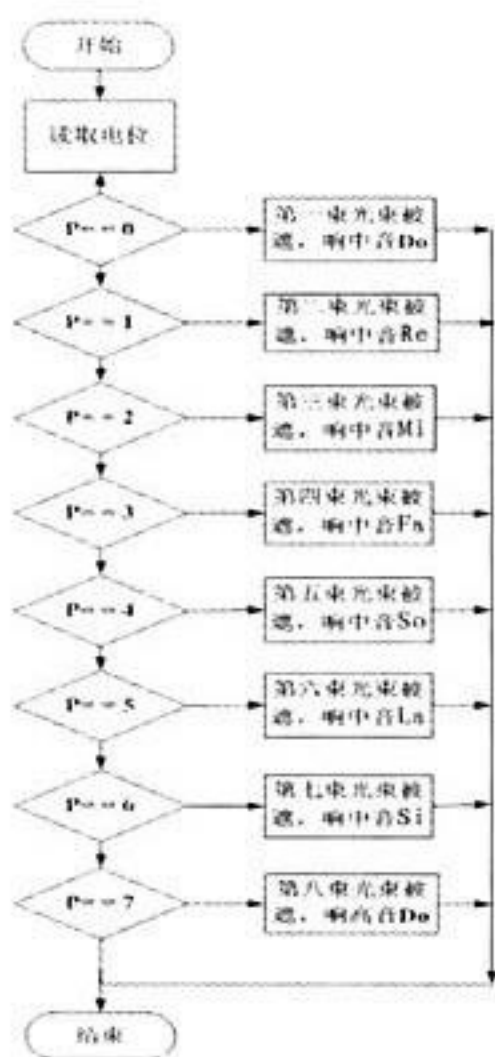 开始
读取电位
P==0
第一束光束被
遮,响中音Do
P==1
第二束光束被
遮,响中音Re
P==2
第三束光束被
遮,响中音Mi
P==3
第四束光束被
遮,响中音Fa
P==4
第五束光束被
遮,响中音So
P==5
第六束光束被
遮,响中音La
P==6
第七束光束被
遮,响中音Si
P==7
第八束光束被
遮,响高音Do
结束